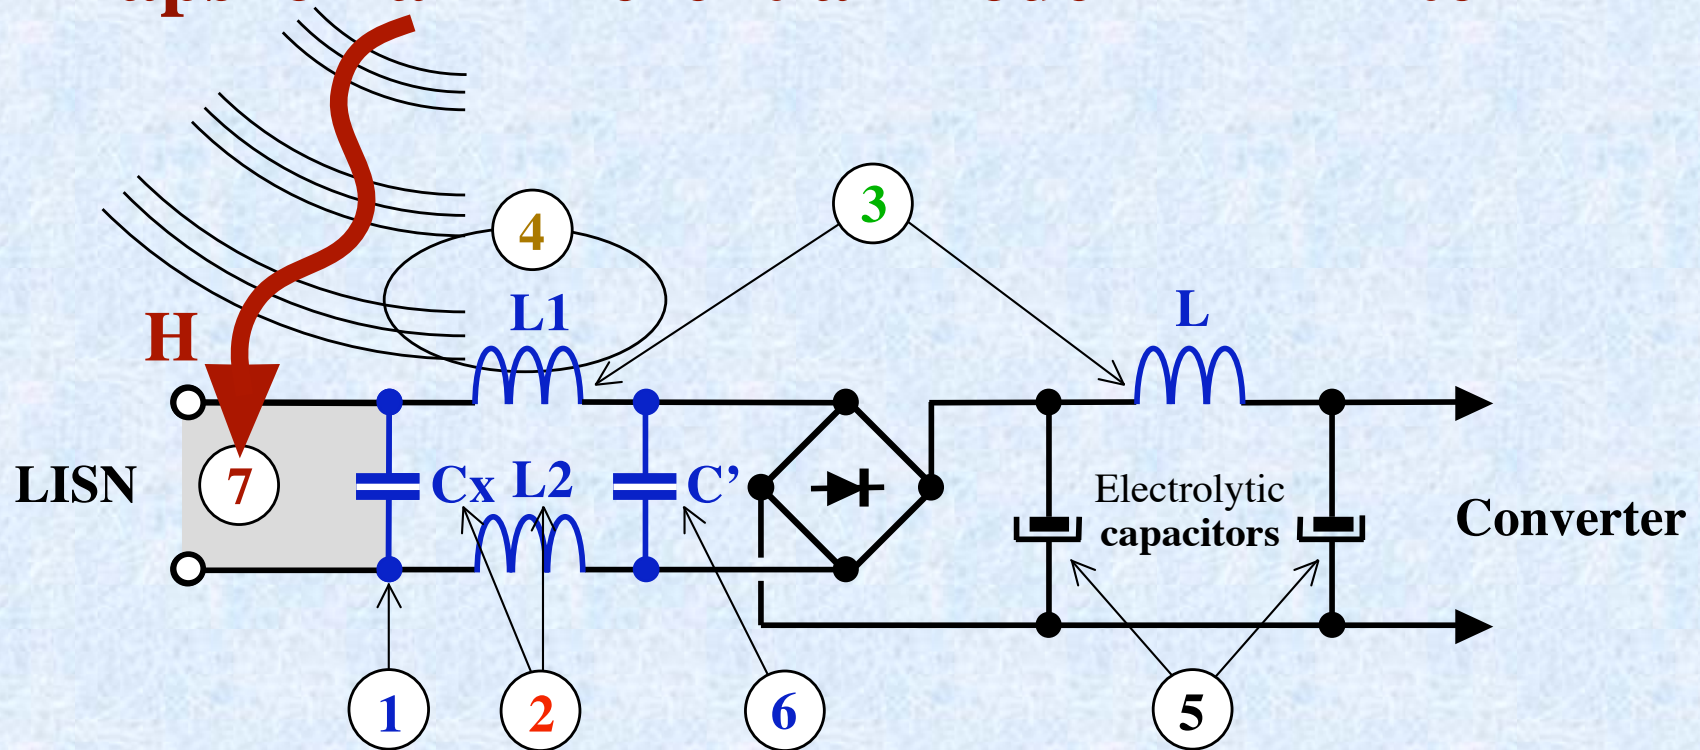 4
3
L1
L
H
LISN
7
Cx
L2
C’
Electrolytic
capacitors
Converter
1
2
6
5